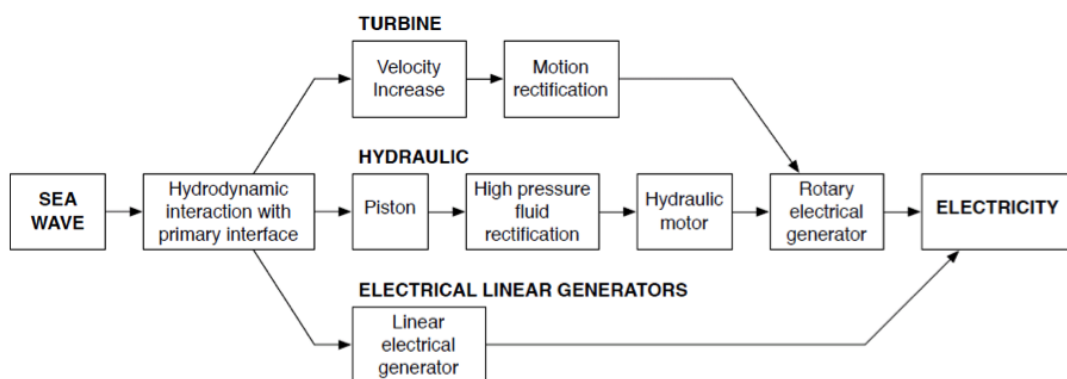 TURBINE
Velocity
Increase
Motion
rectification
HYDRAULIC
SEA
WAVE
Hydrodynamic
interaction with
primary interface
Piston
High pressure
fluid
rectification
Hydraulic
motor
Rotary
electrical
generator
ELECTRICITY
ELECTRICAL LINEAR GENERATORS
Linear
electrical
generator